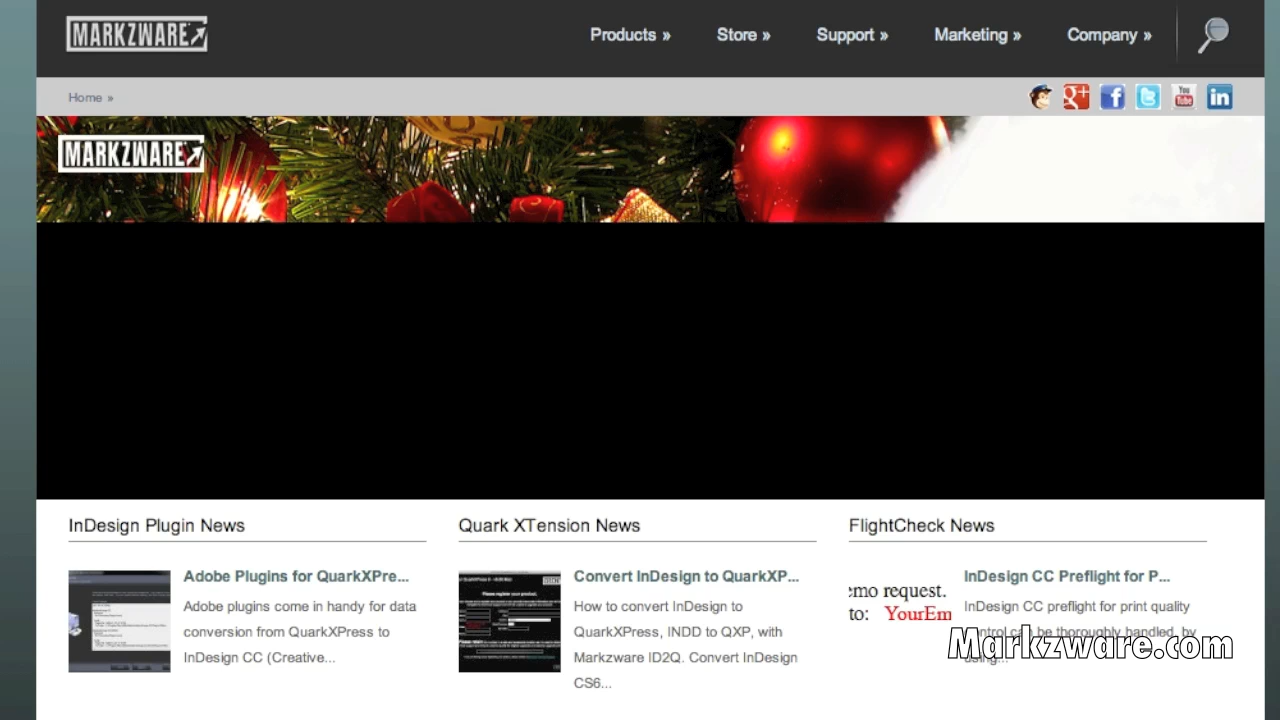 MARKZWARE
Products » Store » Support » Marketing » Company »
Home »
You
Tube
MARKZWARE
InDesign Plugin News
Quark XTension News
FlightCheck News
Adobe Plugins for QuarkXPre...
Adobe plugins come in handy for data
conversion from QuarkXPress to
InDesign CC (Creative...
Convert InDesign to QuarkXP...
How to convert InDesign to
QuarkXPress, INDD to QXP, with
Markzware ID2Q. Convert InDesign
CS6...
emo request.
to: YourEm
InDesign CC Preflight for P...
InDesign CC preflight for print quality
control can be thoroughly handled
using...
Markzware.com